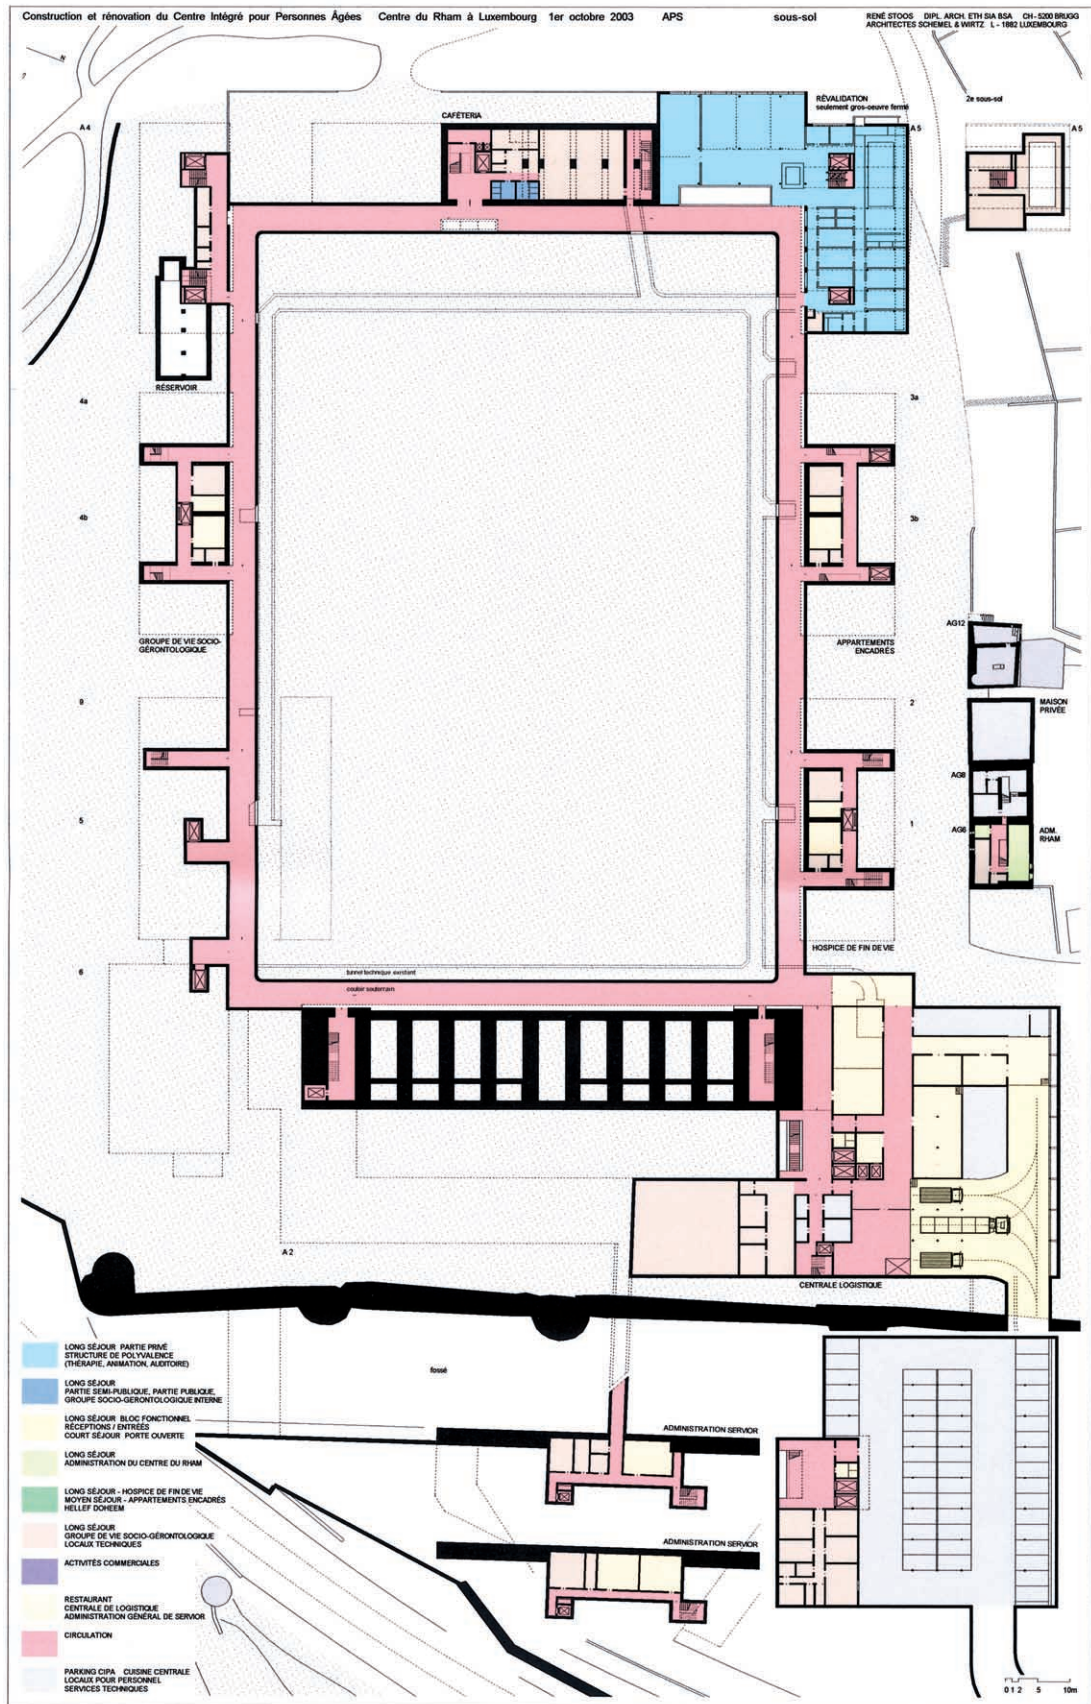 Construction et rénovation du Centre Intégré pour Personnes Âgées Centre du Rham à Luxembourg 1er octobre 2003 APS sous-sol
RENÉ STOOS DIPL. ARCH. ETH SIA BSA CH - 5200 BRUGG
ARCHITECTES SCHEMEL & WIRTZ L - 1882 LUXEMBOURG
N
CAFÉTERIA
RÉVALIDATION
seulement gros-oeuvre fermé
2e sous-sol
A 4
A 5
A 5
RÉSERVOIR
4a
3a
4b
3b
GROUPE DE VIE SOCIO-
GÉRONTOLOGIQUE
APPARTEMENTS
ENCADRÉS
AG12
MAISON
PRIVÉE
9
2
AG8
5
1
AG6
ADM.
RHAM
HOSPICE DE FIN DE VIE
6
tunnel technique existant
couloir souterrain
A 2
CENTRALE LOGISTIQUE
fossé
ADMINISTRATION SERVIOR
ADMINISTRATION SERVIOR
LONG SÉJOUR PARTIE PRIVÉ
STRUCTURE DE POLYVALENCE
(THÉRAPIE, ANIMATION, AUDITOIRE)
LONG SÉJOUR
PARTIE SEMI-PUBLIQUE, PARTIE PUBLIQUE,
GROUPE SOCIO-GERONTOLOGIQUE INTERNE
LONG SÉJOUR BLOC FONCTIONNEL
RÉCEPTIONS / ENTRÉES
COURT SÉJOUR PORTE OUVERTE
LONG SÉJOUR
ADMINISTRATION DU CENTRE DU RHAM
LONG SÉJOUR - HOSPICE DE FIN DE VIE
MOYEN SÉJOUR - APPARTEMENTS ENCADRÉS
HELLEF DOHEEM
LONG SÉJOUR
GROUPE DE VIE SOCIO-GÉRONTOLOGIQUE
LOCAUX TECHNIQUES
ACTIVITÉS COMMERCIALES
RESTAURANT
CENTRALE DE LOGISTIQUE
ADMINISTRATION GÉNÉRAL DE SERVIOR
CIRCULATION
PARKING CIPA CUISINE CENTRALE
LOCAUX POUR PERSONNEL
SERVICES TECHNIQUES
0 1 2 5 10m